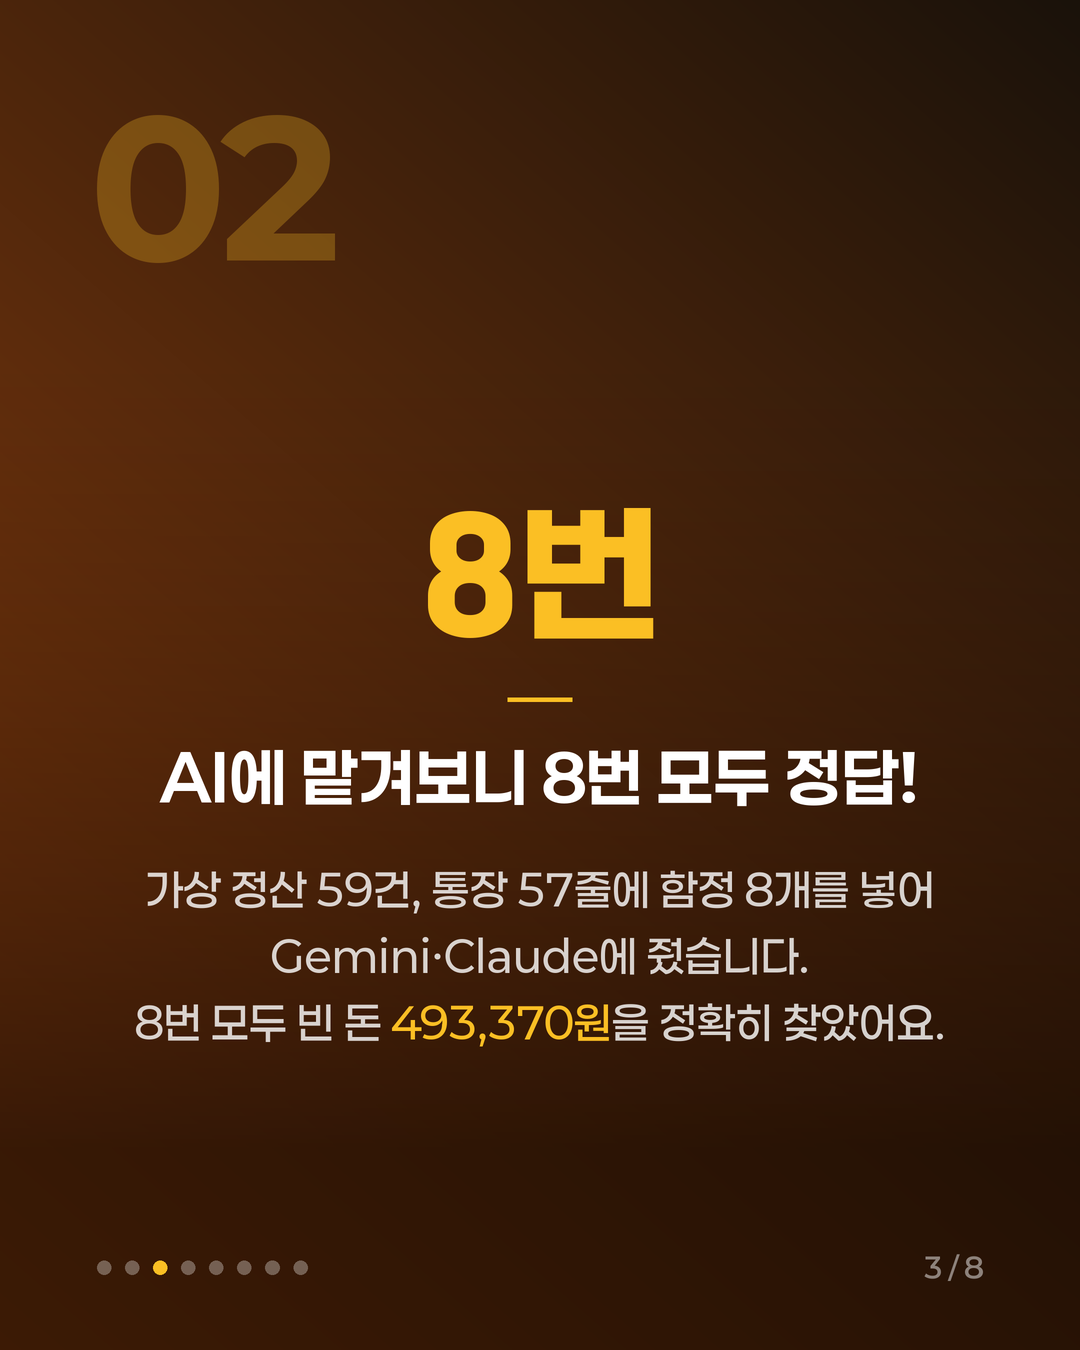 02
8번
AI에 맡겨보니 8번 모두 정답!
가상 정산 59건, 통장 57줄에 함정 8개를 넣어
Gemini·Claude에 줬습니다.
8번 모두 빈 돈 493,370원을 정확히 찾았어요.
3/8